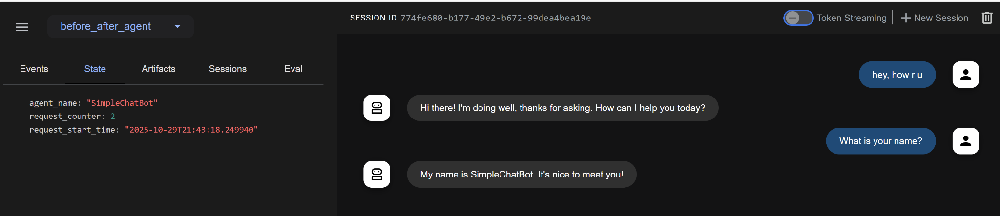 before_after_agent
SESSION ID 774fe680-b177-49e2-b672-99dea4bea19e
Token Streaming
New Session
Events State Artifacts Sessions Eval
agent_name: "SimpleChatBot"
request_counter: 2
request_start_time: "2025-10-29T21:43:18.249940"
hey, how r u
Hi there! I'm doing well, thanks for asking. How can I help you today?
What is your name?
My name is SimpleChatBot. It's nice to meet you!